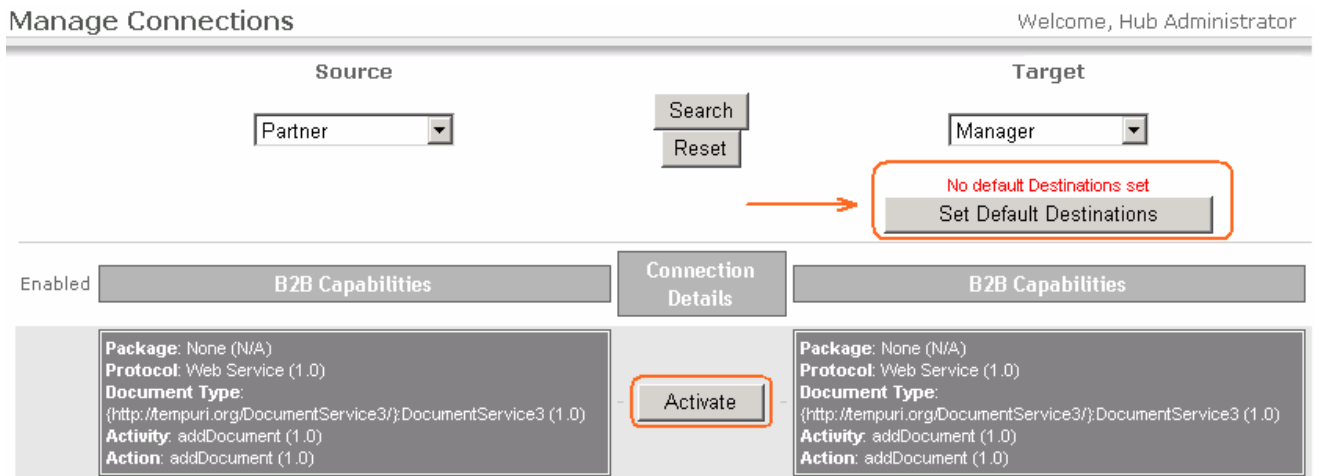 Manage Connections
Welcome, Hub Administrator
Source
Target
Partner
Search
Reset
Manager
No default Destinations set
Set Default Destinations
Enabled
B2B Capabilities
Connection
Details
B2B Capabilities
Package: None (N/A)
Protocol: Web Service (1.0)
Document Type:
{http://tempuri.org/DocumentService3/}:DocumentService3 (1.0)
Activity: addDocument (1.0)
Action: addDocument (1.0)
Activate
Package: None (N/A)
Protocol: Web Service (1.0)
Document Type:
{http://tempuri.org/DocumentService3/}:DocumentService3 (1.0)
Activity: addDocument (1.0)
Action: addDocument (1.0)